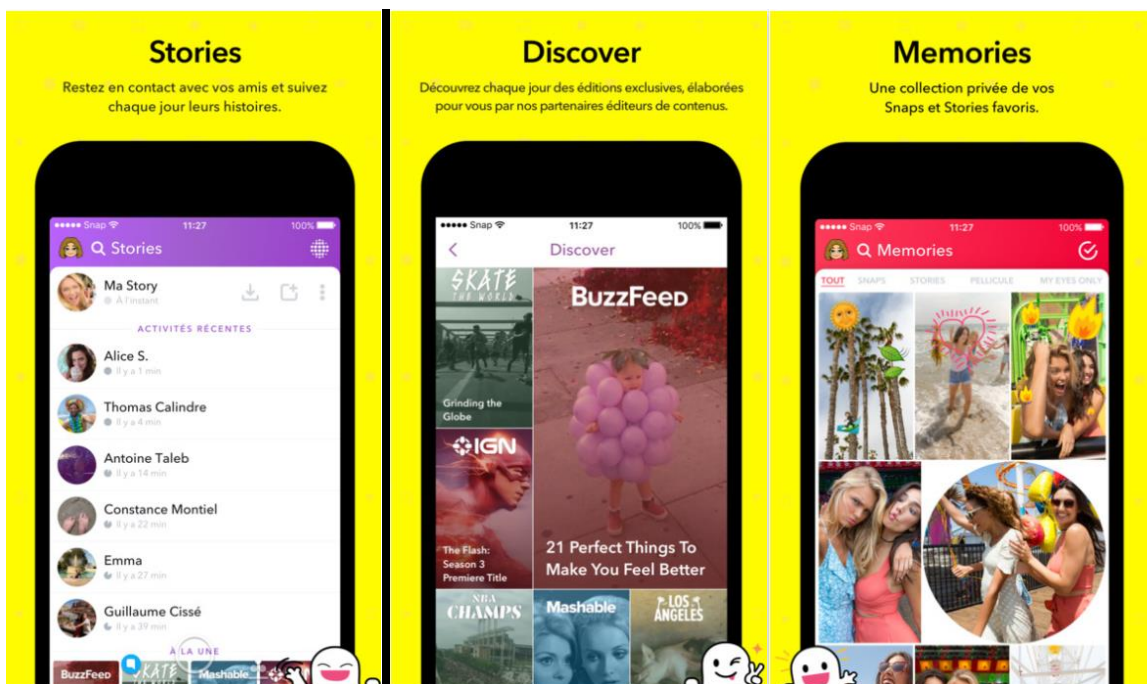 Stories
Restez en contact avec vos amis et suivez
chaque jour leurs histoires.
Snap
11:27
100%
Stories
Ma Story
À l'instant
ACTIVITÉS RÉCENTES
Alice S.
Il y a 1 min
Thomas Calindre
Il y a 4 min
Antoine Taleb
Il y a 14 min
Constance Montiel
Il y a 22 min
Emma
Il y a 27 min
Guillaume Cissé
Il y a 39 min
À LA UNE
BuzzFeed
SKATE
Mashable
Discover
Découvrez chaque jour des éditions exclusives, élaborées
pour vous par nos partenaires éditeurs de contenus.
Snap
11:27
100%
Discover
SKATE
THE WORLD
Grinding the
Globe
BuzzFeed
21 Perfect Things To
Make You Feel Better
IGN
The Flash:
Season 3
Premiere Title
NBA
CHAMPS
Mashable
LOS
ANGELES
Memories
Une collection privée de vos
Snaps et Stories favoris.
Snap
11:27
100%
Memories
TOUT
SNAPS
STORIES
PELLICULE
MY EYES ONLY